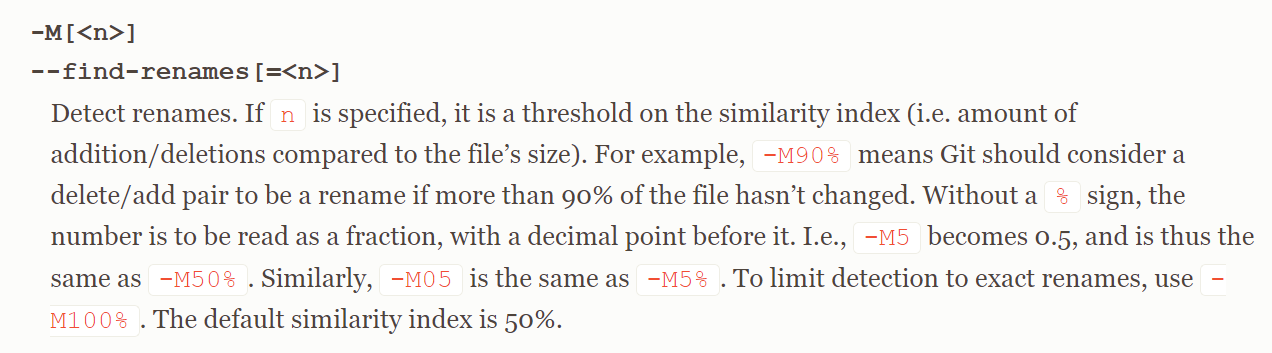 -M[<n>]
--find-renames[=<n>]
Detect renames. If n is specified, it is a threshold on the similarity index (i.e. amount of
addition/deletions compared to the file’s size). For example, -M90% means Git should consider a
delete/add pair to be a rename if more than 90% of the file hasn’t changed. Without a % sign, the
number is to be read as a fraction, with a decimal point before it. I.e., -M5 becomes 0.5, and is thus the
same as -M50%. Similarly, -M05 is the same as -M5%. To limit detection to exact renames, use -
M100%. The default similarity index is 50%.